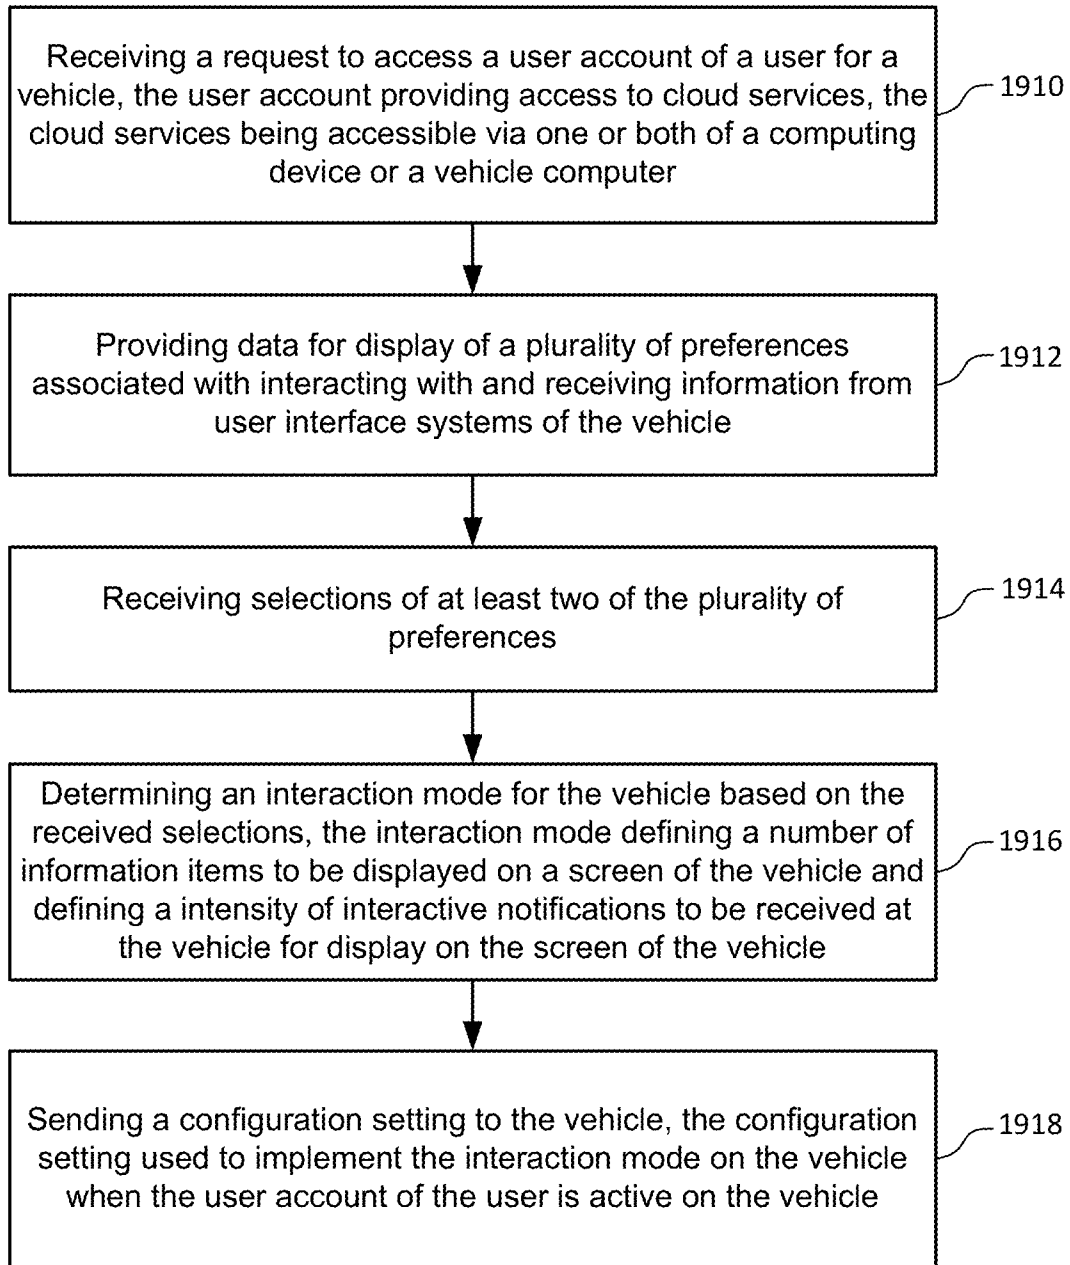 Receiving a request to access a user account of a user for a
vehicle, the user account providing access to cloud services, the
cloud services being accessible via one or both of a computing
device or a vehicle computer
1910
Providing data for display of a plurality of preferences
associated with interacting with and receiving information from
user interface systems of the vehicle
1912
Receiving selections of at least two of the plurality of
preferences
1914
Determining an interaction mode for the vehicle based on the
received selections, the interaction mode defining a number of
information items to be displayed on a screen of the vehicle and
defining a intensity of interactive notifications to be received at
the vehicle for display on the screen of the vehicle
1916
Sending a configuration setting to the vehicle, the configuration
setting used to implement the interaction mode on the vehicle
when the user account of the user is active on the vehicle
1918